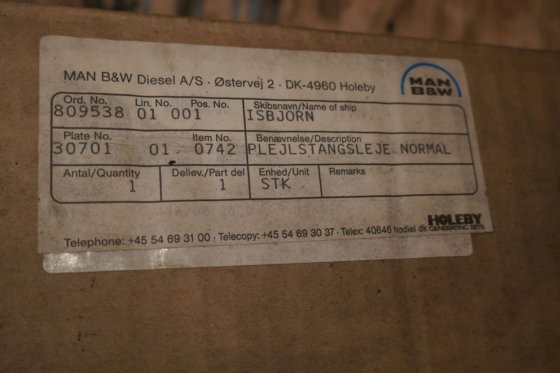 MAN B&W Diesel A/S · Østervej 2 · DK-4960 Holeby
MAN
B&W
Ord. No. Lin. No. Pos. No. Skibsnavn/Name of ship
809538 01 001 ISBJORN
Plate No. Item No. Benævnelse/Description
30701 01 0742 PLEJLSTANGSLEJE NORMAL
Antal/Quantity Dellev./Part del Enhed/Unit Remarks
1 1 STK
HOLEBY
GENERATING SETS
Telephone: +45 54 69 31 00 · Telecopy: +45 54 69 30 37 · Telex: 40646 hodiel dk